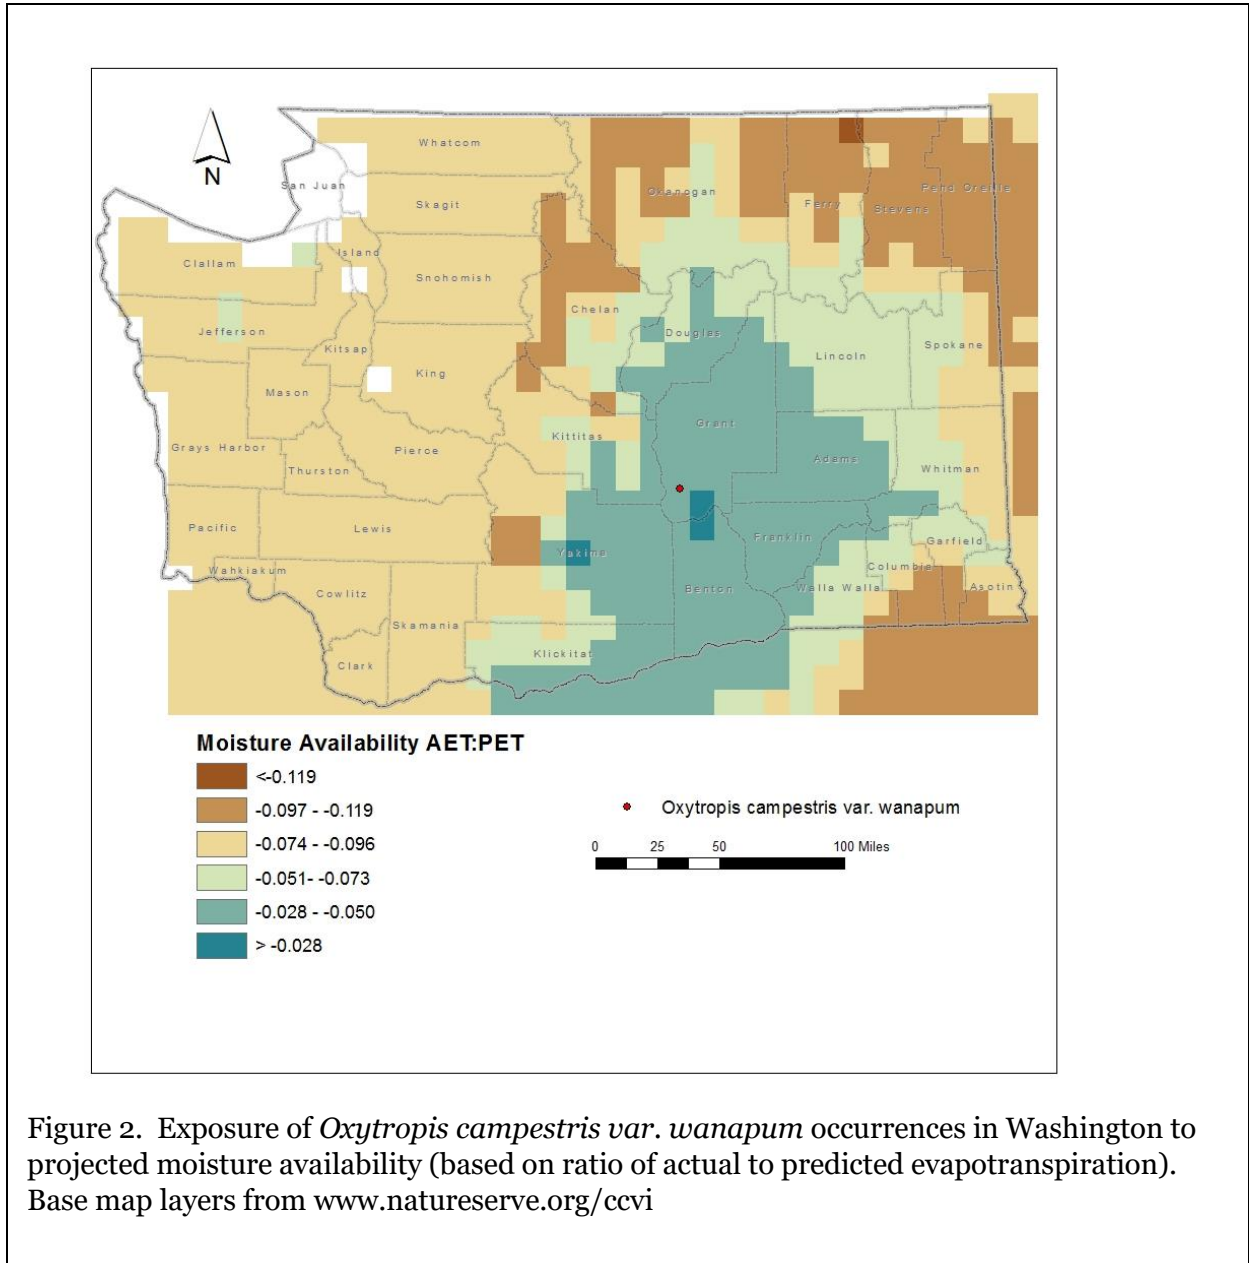 N
Whatcom
San Juan
Skagit
Okanogan
Ferry
Stevens
Pend Oreille
Clallam
Island
Snohomish
Chelan
Douglas
Jefferson
Kitsap
King
Lincoln
Spokane
Mason
Grant
Grays Harbor
Thurston
Pierce
Kittitas
Adams
Whitman
Pacific
Lewis
Yakima
Franklin
Garfield
Wahkiakum
Cowlitz
Benton
Walla Walla
Columbia
Asotin
Skamania
Klickitat
Clark
Moisture Availability AET:PET
<-0.119
-0.097 - -0.119
-0.074 - -0.096
-0.051- -0.073
-0.028 - -0.050
> -0.028
Oxytropis campestris var. wanapum
0 25 50 100 Miles
Figure 2. Exposure of Oxytropis campestris var. wanapum occurrences in Washington to
projected moisture availability (based on ratio of actual to predicted evapotranspiration).
Base map layers from www.natureserve.org/ccvi